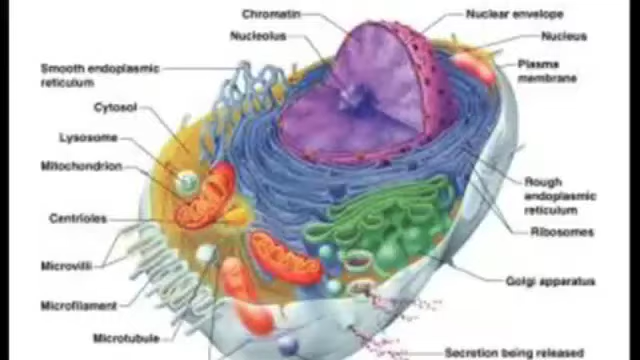 Chromatin
Nuclear envelope
Nucleolus
Nucleus
Smooth endoplasmic
reticulum
Plasma
membrane
Cytosol
Lysosome
Mitochondrion
Centrioles
Rough
endoplasmic
reticulum
Ribosomes
Microvilli
Golgi apparatus
Microfilament
Microtubule
Secretion being released